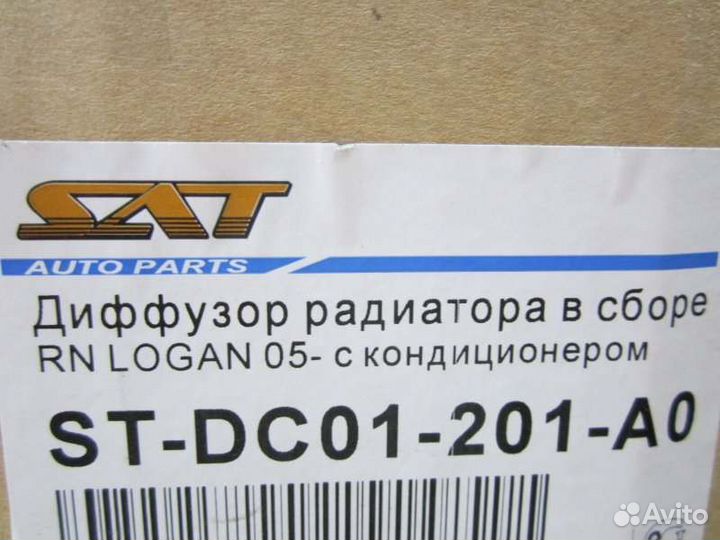 SAT
AUTO PARTS
Диффузор радиатора в сборе
RN LOGAN 05- с кондиционером
ST-DC01-201-A0
Avito